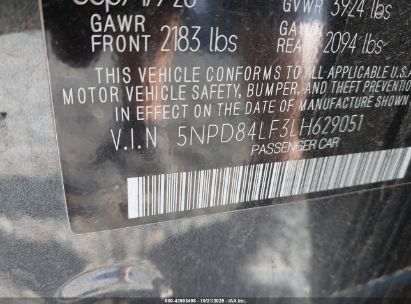 GVWR 3924 lbs
GAWR GAWR
FRONT 2183 lbs REAR 2094 lbs
THIS VEHICLE CONFORMS TO ALL APPLICABLE U.S.
MOTOR VEHICLE SAFETY, BUMPER, AND THEFT PREVENTION
IN EFFECT ON THE DATE OF MANUFACTURE SHOWN
V.I.N 5NPD84LF3LH629051
PASSENGER CAR